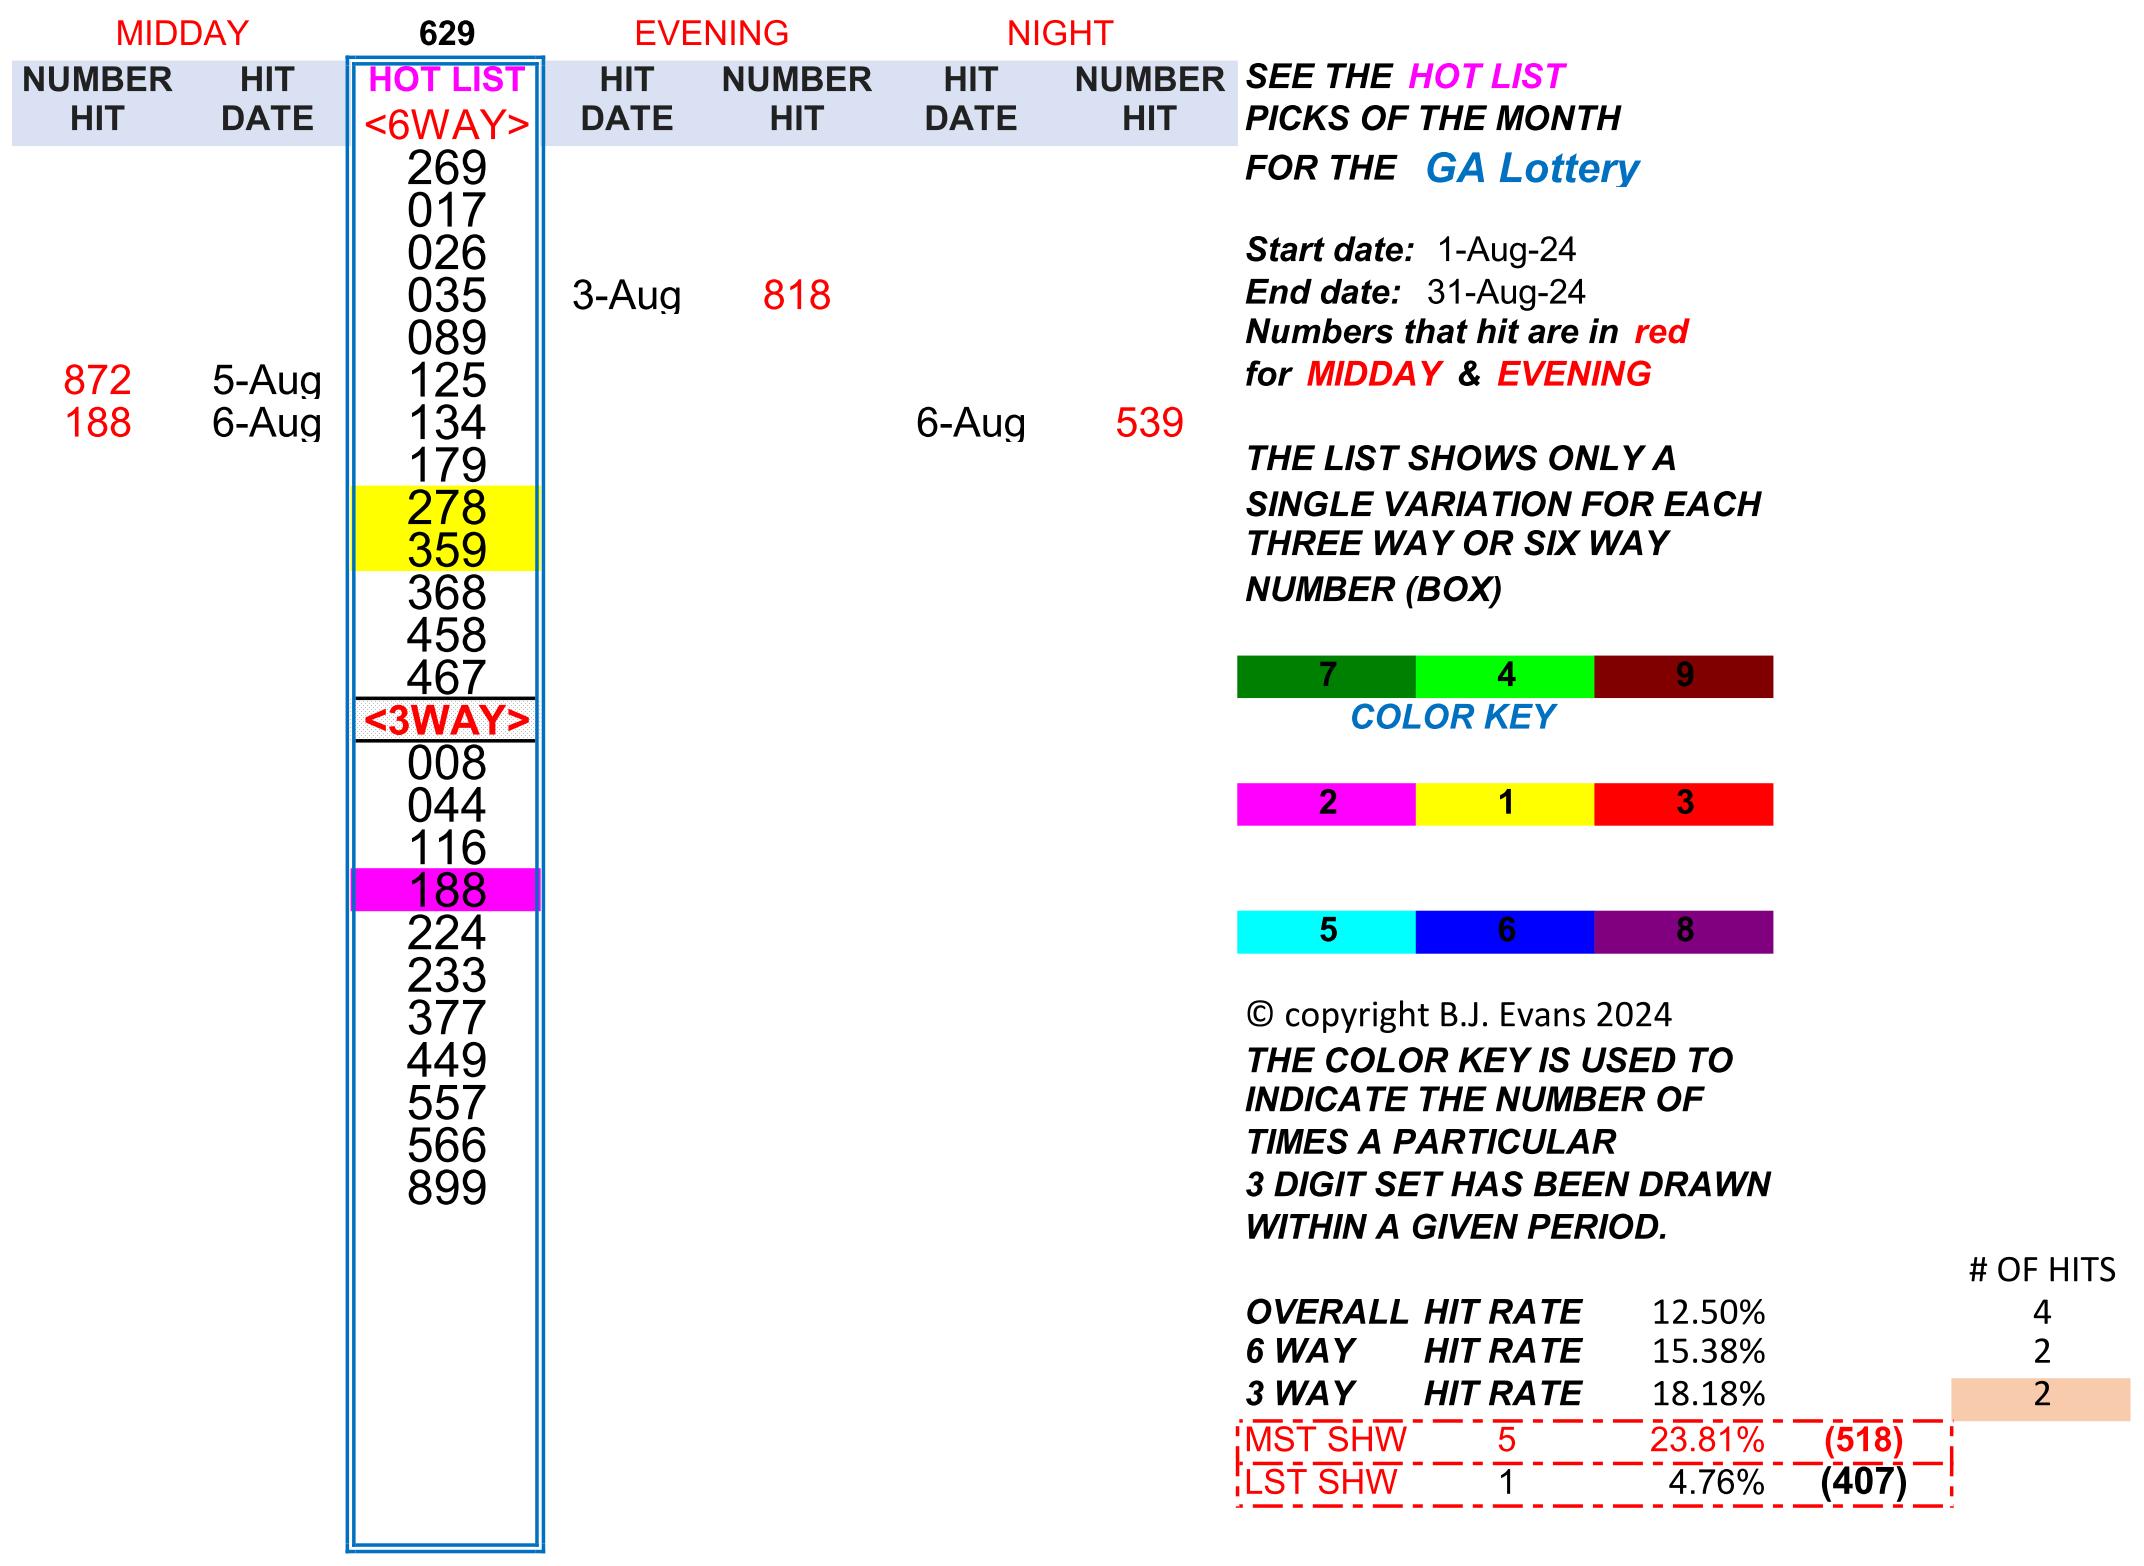 MIDDAY 629 EVENING NIGHT
NUMBER HIT HOT LIST HIT NUMBER HIT NUMBER SEE THE HOT LIST
HIT DATE <6WAY> DATE HIT DATE HIT PICKS OF THE MONTH
269 FOR THE GA Lottery
017
026 Start date: 1-Aug-24
035 3-Aug 818 End date: 31-Aug-24
089 Numbers that hit are in red
872 5-Aug 125 for MIDDAY & EVENING
188 6-Aug 134 6-Aug 539
179 THE LIST SHOWS ONLY A
278 SINGLE VARIATION FOR EACH
359 THREE WAY OR SIX WAY
368 NUMBER (BOX)
458
467 7 4 9
<3WAY> COLOR KEY
008
044 2 1 3
116
188
224 5 6 8
233
377 © copyright B.J. Evans 2024
449 THE COLOR KEY IS USED TO
557 INDICATE THE NUMBER OF
566 TIMES A PARTICULAR
899 3 DIGIT SET HAS BEEN DRAWN
WITHIN A GIVEN PERIOD.
# OF HITS
OVERALL HIT RATE 12.50% 4
6 WAY HIT RATE 15.38% 2
3 WAY HIT RATE 18.18% 2
MST SHW 5 23.81% (518)
LST SHW 1 4.76% (407)